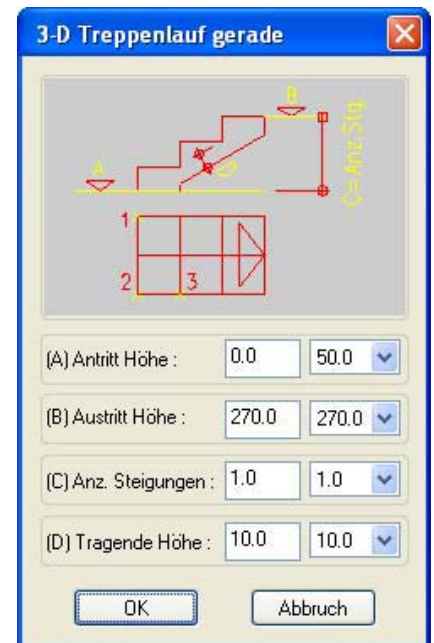 3-D Treppenlauf gerade
B
A
(= Anz.Stg.
1
2
3
(A) Antritt Höhe : 0.0 50.0
(B) Austritt Höhe : 270.0 270.0
(C) Anz. Steigungen : 1.0 1.0
(D) Tragende Höhe : 10.0 10.0
OK Abbruch